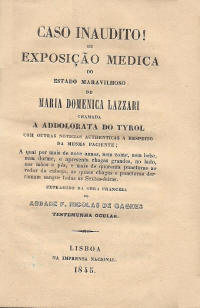 CASO INAUDITO!
OU
EXPOSIÇÃO MEDICA
DO
ESTADO MARAVILHOSO
DE
MARIA DOMENICA LAZZARI
CHAMADA
A ADDOLORATA DO TYROL
COM OUTRAS NOTICIAS AUTHENTICAS A RESPEITO
DA MESMA PACIENTE;
A qual por mais de nove annos, nem come, nem bebe,
nem dorme, e apresenta chagas grandes, no lado,
nas mãos e pés, e mais de quarenta puncturas ao
redor da cabeça, as quaes chagas e puncturas der-
ramam sangue todas as Sextas-feiras.
EXTRAHIDO DA OBRA FRANCEZA
DO
ABBADE F. NICOLAS DE
TESTEMUNHA OCULAR.
LISBOA
NA IMPRENSA NACIONAL.
1845.